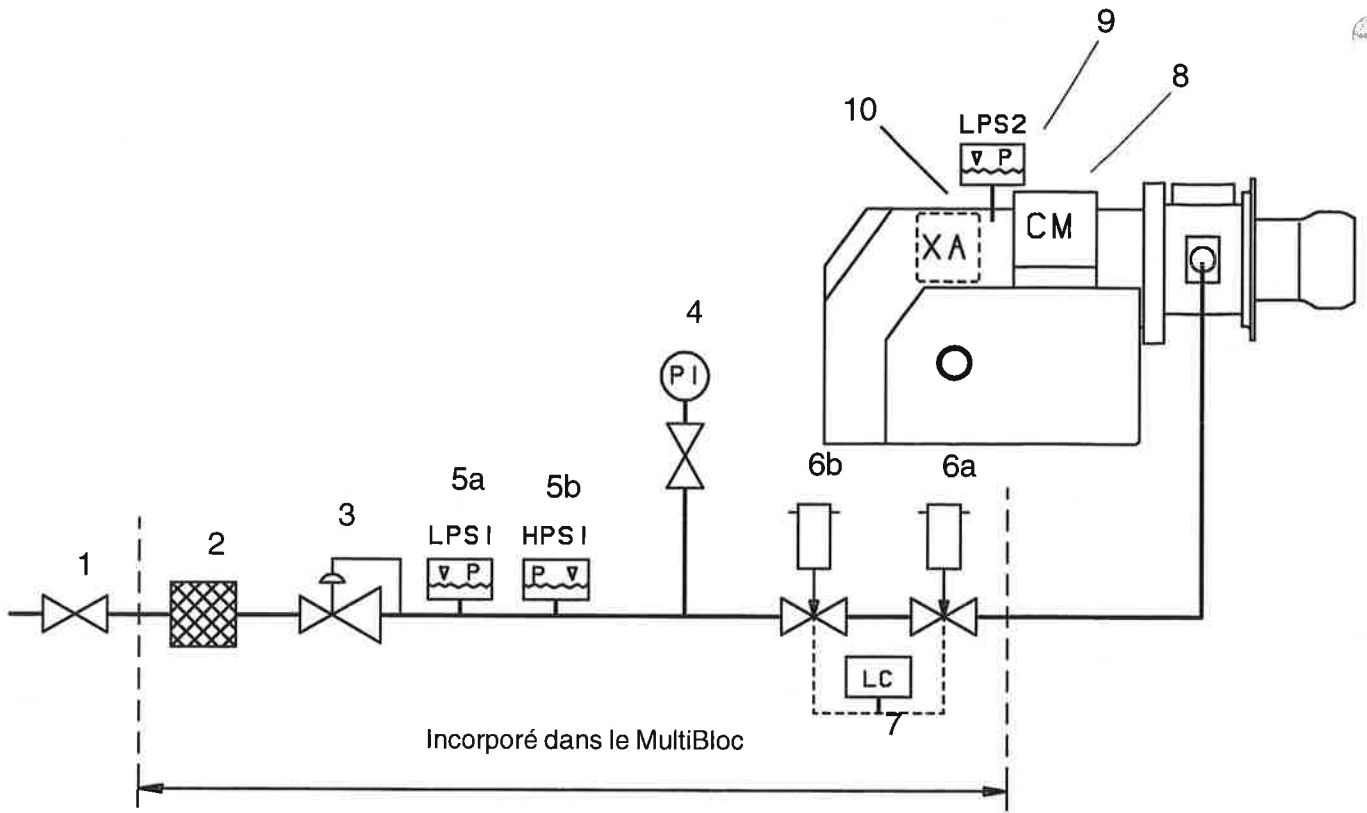 9
8
10
LPS2
∇ P
XA
CM
4
PI
6b
6a
5a
5b
3
LPS1
HPS1
2
∇ P
P ∇
1
LC
7
Incorporé dans le MultiBloc